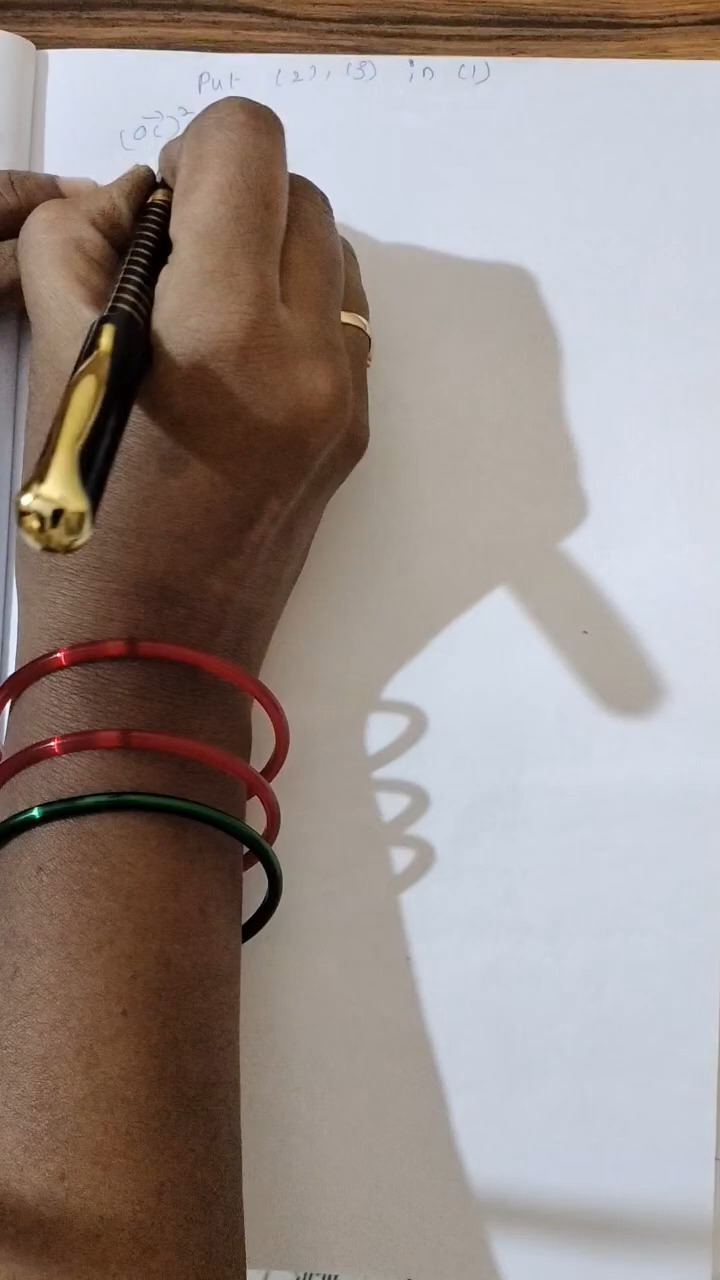 Put (2), (3) in (1)
(OC⃗)²